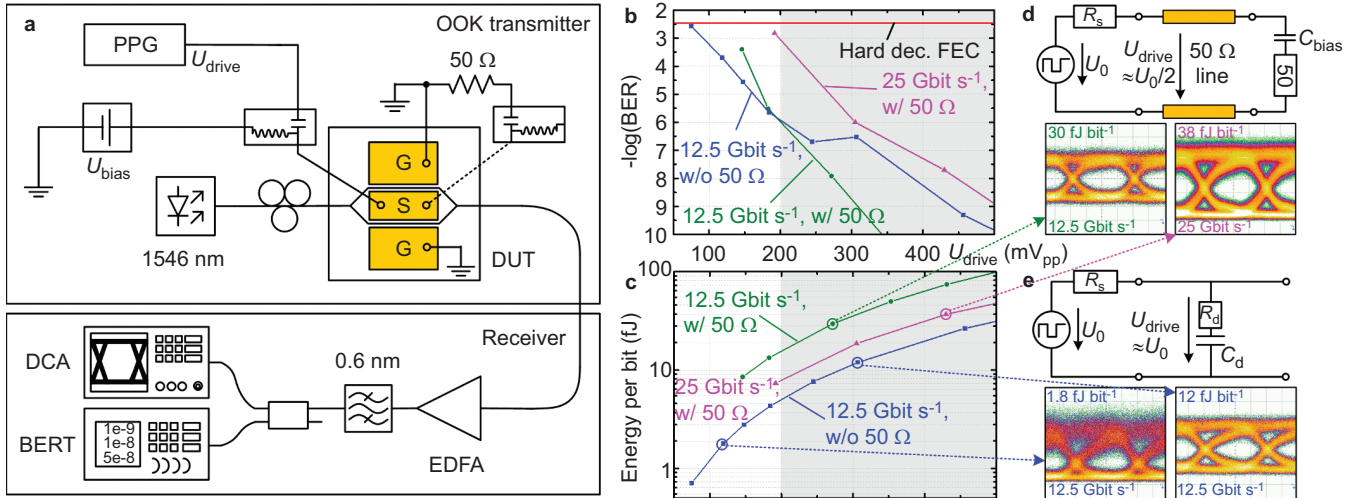 a
OOK transmitter
PPG
U_drive
50 Ω
U_bias
G
S
G
1546 nm
DUT
Receiver
DCA
0.6 nm
BERT
1e-9
1e-8
5e-8
EDFA
b
2
3
4
5
6
7
8
9
10
-log(BER)
Hard dec. FEC
25 Gbit s⁻¹,
w/ 50 Ω
12.5 Gbit s⁻¹,
w/o 50 Ω
12.5 Gbit s⁻¹, w/ 50 Ω
100
200
300
400
U_drive (mV_pp)
c
100
10
1
Energy per bit (fJ)
12.5 Gbit s⁻¹,
w/ 50 Ω
25 Gbit s⁻¹,
w/ 50 Ω
12.5 Gbit s⁻¹,
w/o 50 Ω
0
100
200
300
400
d
R_s
U_0
U_drive
≈U_0/2
50 Ω
line
C_bias
50
30 fJ bit⁻¹
12.5 Gbit s⁻¹
38 fJ bit⁻¹
25 Gbit s⁻¹
e
R_s
U_0
U_drive
≈U_0
R_d
C_d
1.8 fJ bit⁻¹
12.5 Gbit s⁻¹
12 fJ bit⁻¹
12.5 Gbit s⁻¹